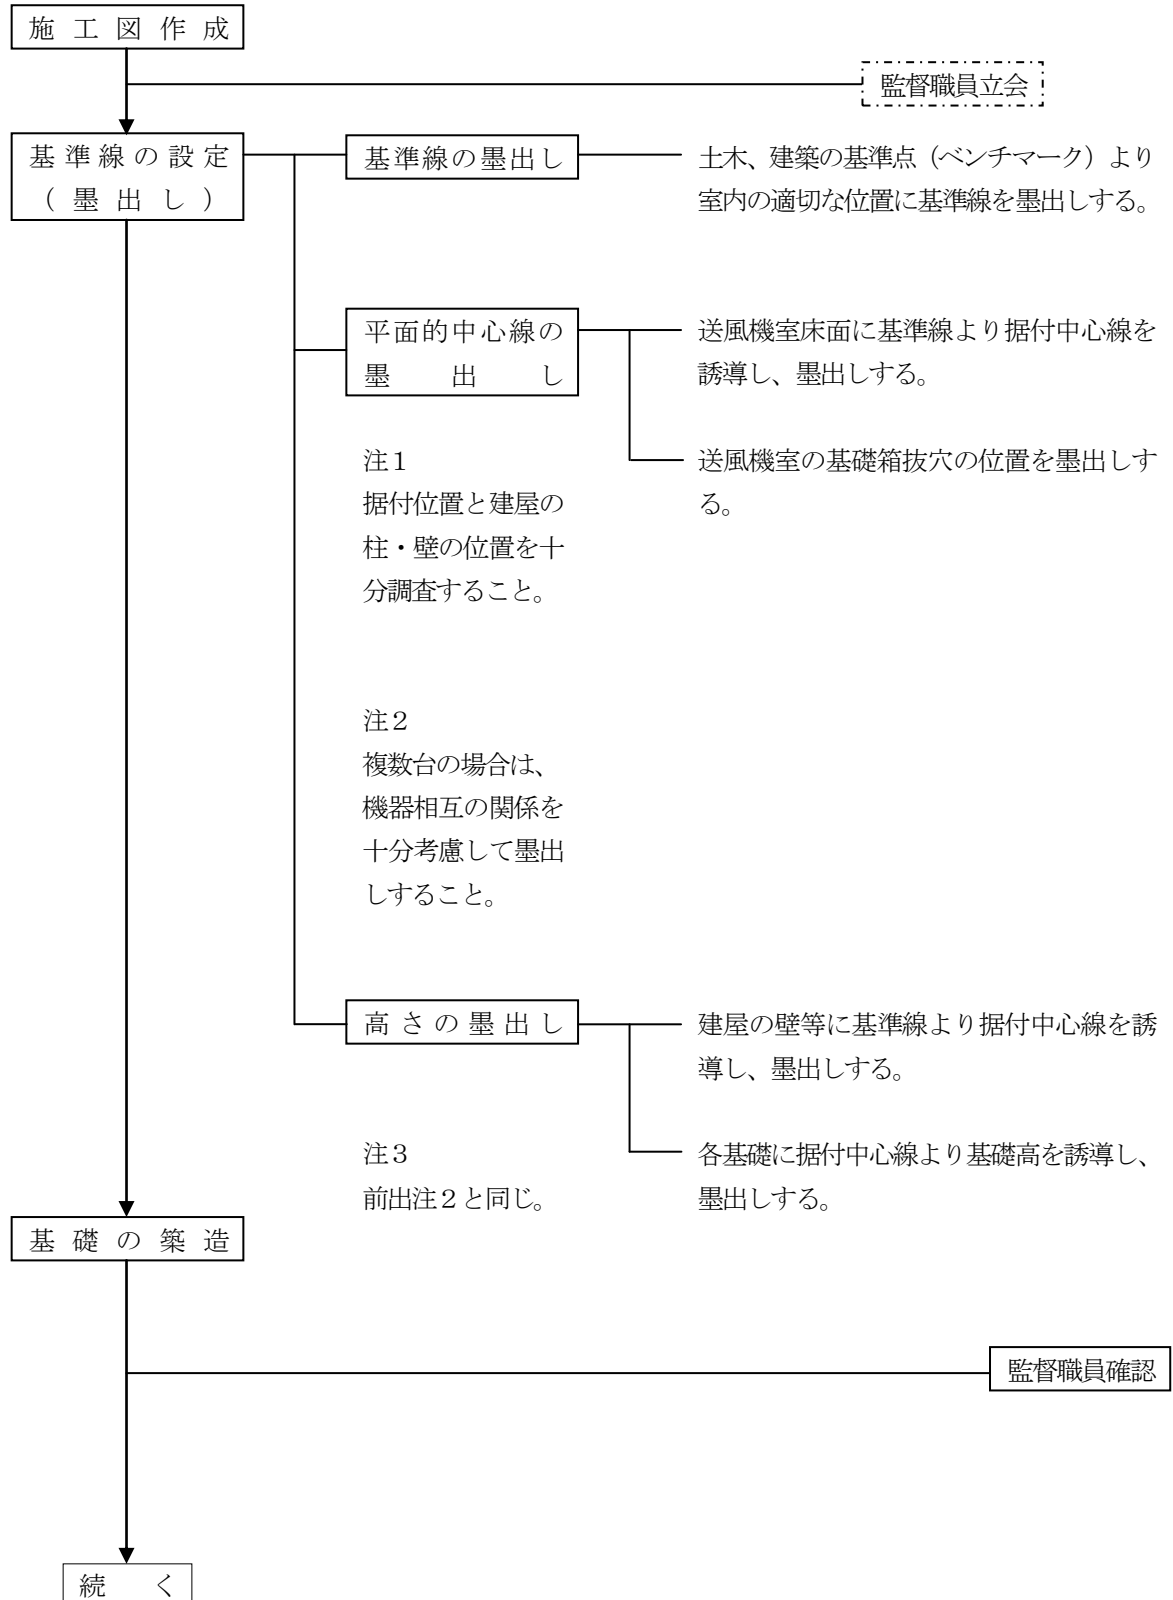 施工図作成
監督職員立会
基準線の設定
（墨出し）
基準線の墨出し
土木、建築の基準点（ベンチマーク）より
室内の適切な位置に基準線を墨出しする。
平面的中心線の
墨出し
送風機室床面に基準線より据付中心線を
誘導し、墨出しする。
送風機室の基礎箱抜穴の位置を墨出しす
る。
注１
据付位置と建屋の
柱・壁の位置を十
分調査すること。
注２
複数台の場合は、
機器相互の関係を
十分考慮して墨出
しすること。
高さの墨出し
建屋の壁等に基準線より据付中心線を誘
導し、墨出しする。
各基礎に据付中心線より基礎高を誘導し、
墨出しする。
注３
前出注２と同じ。
基礎の築造
監督職員確認
続く